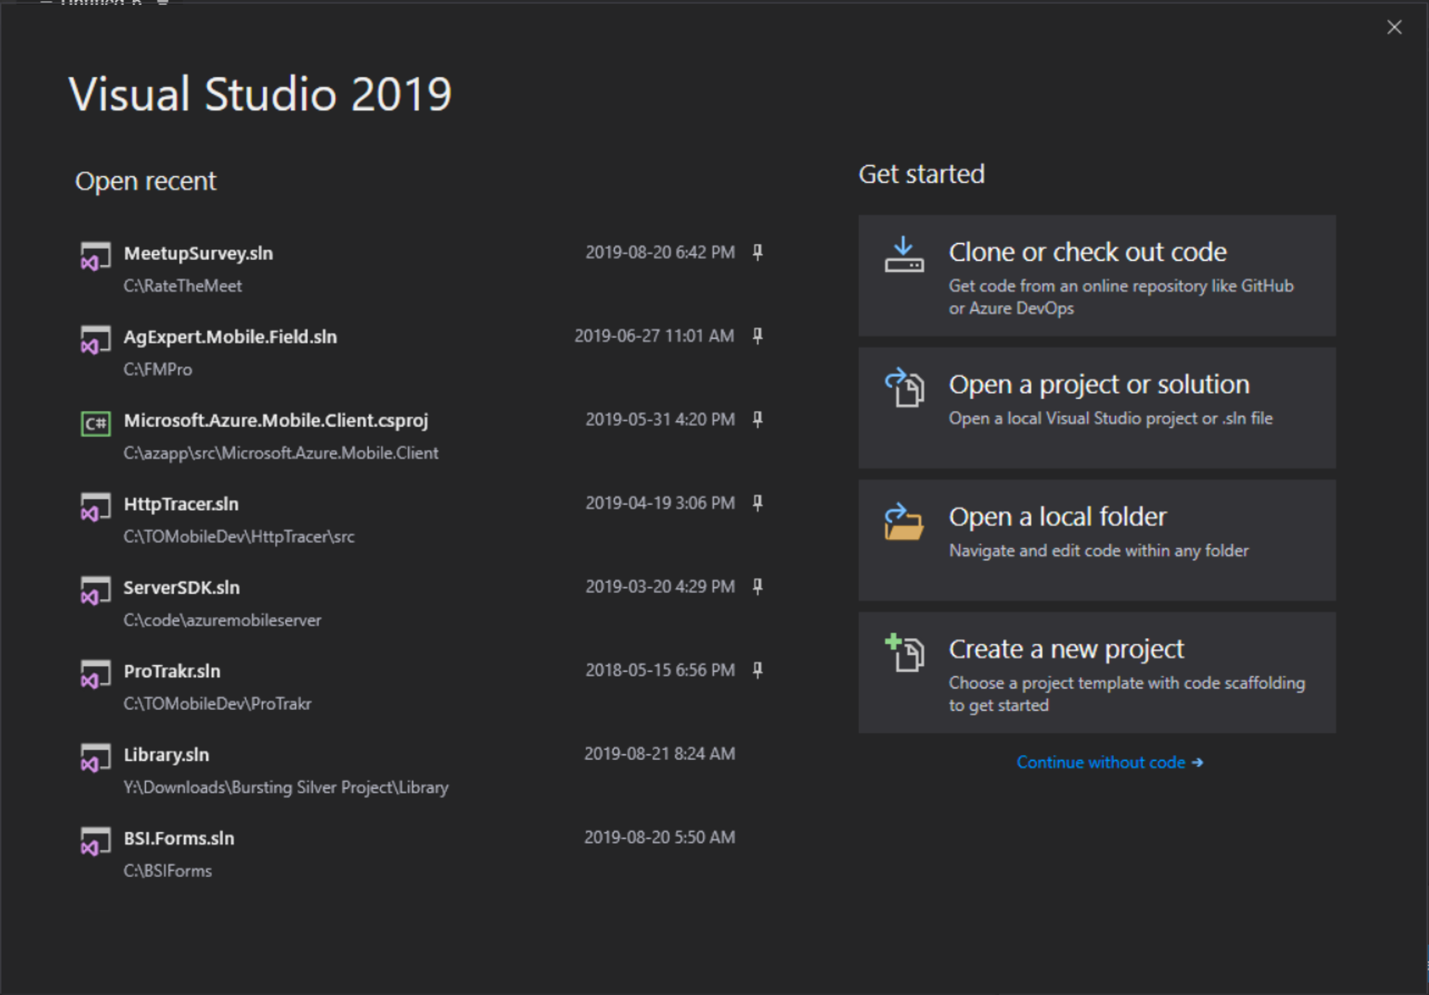 Visual Studio 2019
Open recent
MeetupSurvey.sln 2019-08-20 6:42 PM
C:\RateTheMeet
AgExpert.Mobile.Field.sln 2019-06-27 11:01 AM
C:\FMPro
C# Microsoft.Azure.Mobile.Client.csproj 2019-05-31 4:20 PM
C:\azapp\src\Microsoft.Azure.Mobile.Client
HttpTracer.sln 2019-04-19 3:06 PM
C:\TOMobileDev\HttpTracer\src
ServerSDK.sln 2019-03-20 4:29 PM
C:\code\azuremobileserver
ProTrakr.sln 2018-05-15 6:56 PM
C:\TOMobileDev\ProTrakr
Library.sln 2019-08-21 8:24 AM
Y:\Downloads\Bursting Silver Project\Library
BSI.Forms.sln 2019-08-20 5:50 AM
C:\BSIForms
Get started
Clone or check out code
Get code from an online repository like GitHub
or Azure DevOps
Open a project or solution
Open a local Visual Studio project or .sln file
Open a local folder
Navigate and edit code within any folder
Create a new project
Choose a project template with code scaffolding
to get started
Continue without code →